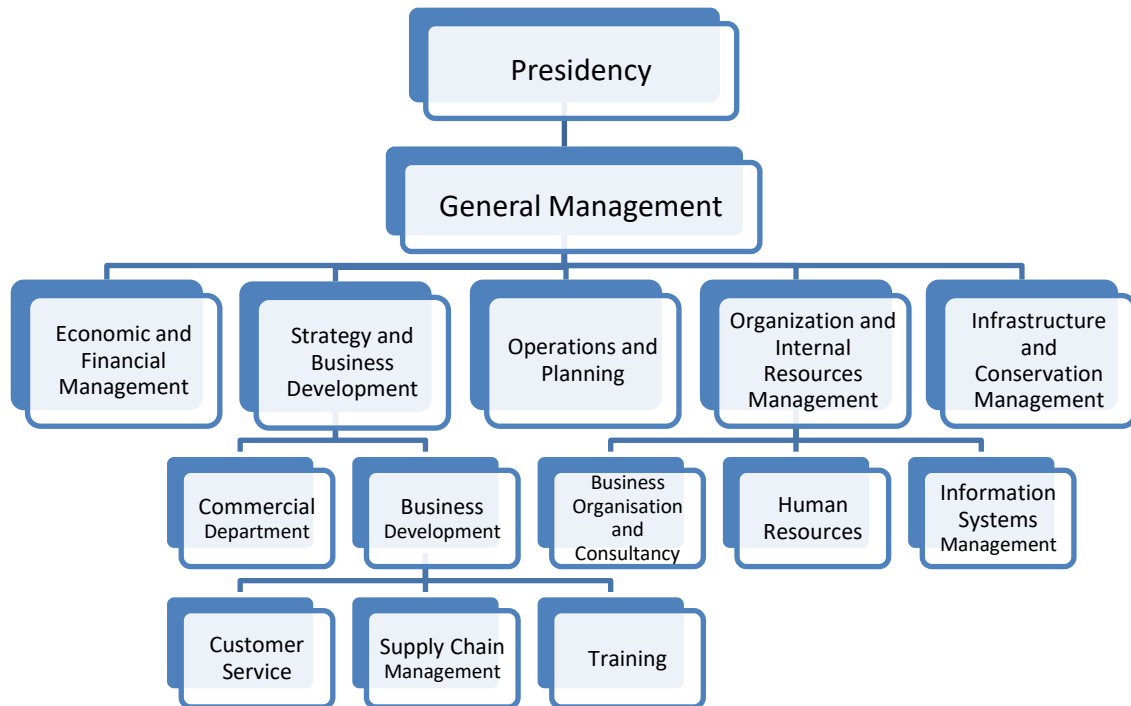 Presidency
General Management
Economic and
Financial
Management
Strategy and
Business
Development
Operations and
Planning
Organization and
Internal
Resources
Management
Infrastructure
and
Conservation
Management
Commercial
Department
Business
Development
Business
Organisation
and
Consultancy
Human
Resources
Information
Systems
Management
Customer
Service
Supply Chain
Management
Training